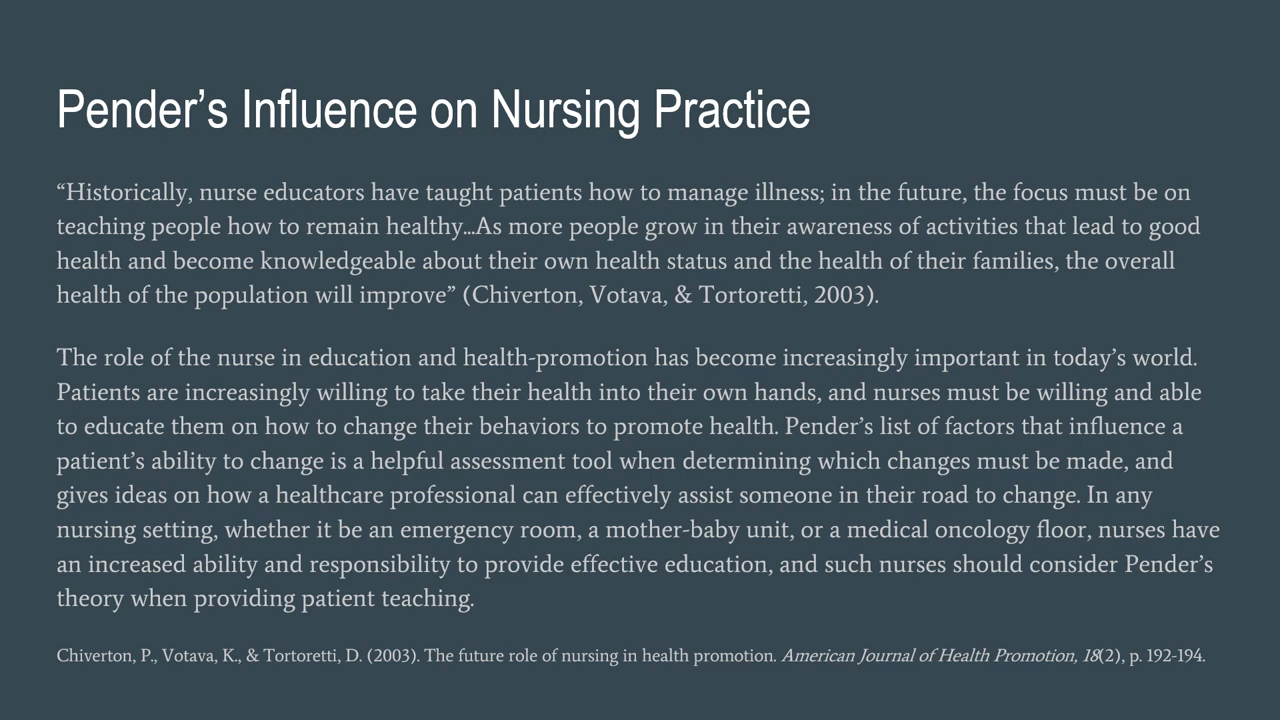 Pender’s Influence on Nursing Practice
“Historically, nurse educators have taught patients how to manage illness; in the future, the focus must be on
teaching people how to remain healthy...As more people grow in their awareness of activities that lead to good
health and become knowledgeable about their own health status and the health of their families, the overall
health of the population will improve” (Chiverton, Votava, & Tortoretti, 2003).
The role of the nurse in education and health-promotion has become increasingly important in today’s world.
Patients are increasingly willing to take their health into their own hands, and nurses must be willing and able
to educate them on how to change their behaviors to promote health. Pender’s list of factors that influence a
patient’s ability to change is a helpful assessment tool when determining which changes must be made, and
gives ideas on how a healthcare professional can effectively assist someone in their road to change. In any
nursing setting, whether it be an emergency room, a mother-baby unit, or a medical oncology floor, nurses have
an increased ability and responsibility to provide effective education, and such nurses should consider Pender’s
theory when providing patient teaching.
Chiverton, P., Votava, K., & Tortoretti, D. (2003). The future role of nursing in health promotion. American Journal of Health Promotion, 18(2), p. 192-194.